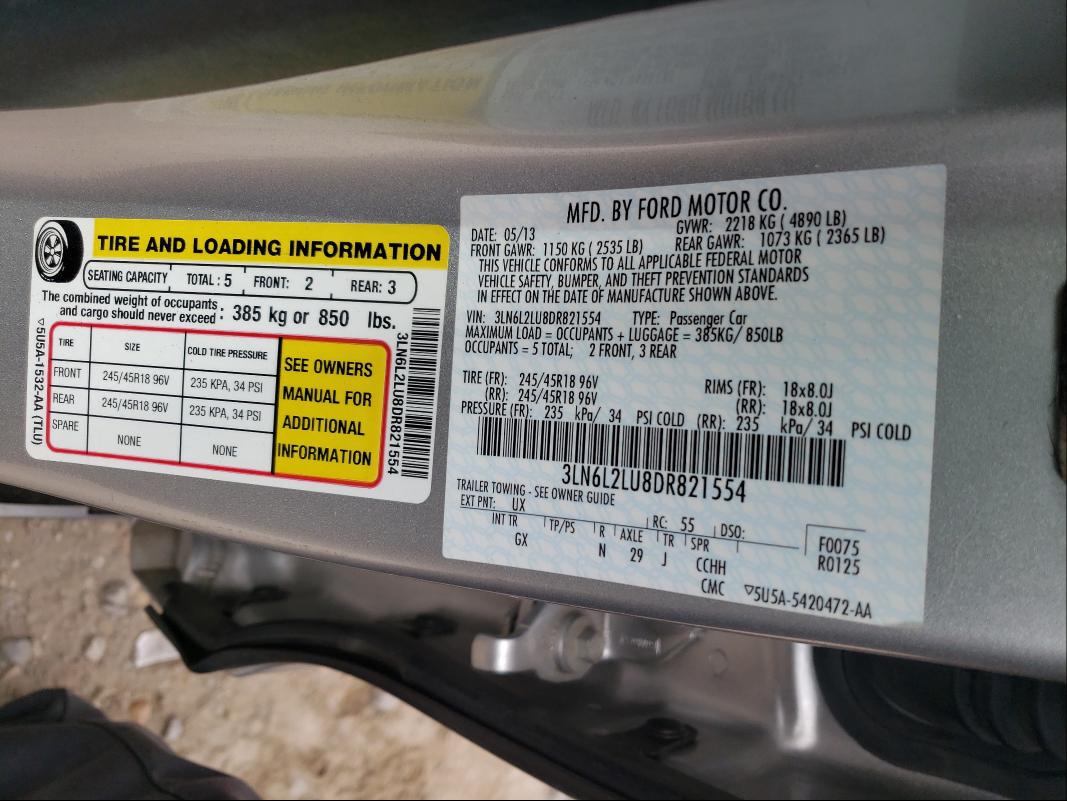 TIRE AND LOADING INFORMATION
SEATING CAPACITY TOTAL : 5 FRONT: 2 REAR: 3
The combined weight of occupants
and cargo should never exceed : 385 kg or 850 lbs.
TIRE SIZE COLD TIRE PRESSURE
FRONT 245/45R18 96V 235 KPA, 34 PSI
REAR 245/45R18 96V 235 KPA, 34 PSI
SPARE NONE NONE
SEE OWNERS
MANUAL FOR
ADDITIONAL
INFORMATION
5U5A-1532-AA (TLU)
3LN6L2LU8DR821554
MFD. BY FORD MOTOR CO.
DATE: 05/13 GVWR: 2218 KG ( 4890 LB)
FRONT GAWR: 1150 KG ( 2535 LB) REAR GAWR: 1073 KG ( 2365 LB)
THIS VEHICLE CONFORMS TO ALL APPLICABLE FEDERAL MOTOR
VEHICLE SAFETY, BUMPER, AND THEFT PREVENTION STANDARDS
IN EFFECT ON THE DATE OF MANUFACTURE SHOWN ABOVE.
VIN: 3LN6L2LU8DR821554 TYPE: Passenger Car
MAXIMUM LOAD = OCCUPANTS + LUGGAGE = 385KG/ 850LB
OCCUPANTS = 5 TOTAL; 2 FRONT, 3 REAR
TIRE (FR): 245/45R18 96V RIMS (FR): 18x8.0J
(RR): 245/45R18 96V (RR): 18x8.0J
PRESSURE (FR): 235 kPa/ 34 PSI COLD (RR): 235 kPa/ 34 PSI COLD
3LN6L2LU8DR821554
TRAILER TOWING - SEE OWNER GUIDE
EXT PNT: UX RC: 55 DSO:
INT TR TP/PS R AXLE TR SPR
GX N 29 J CCHH
CMC
F0075
R0125
5U5A-5420472-AA